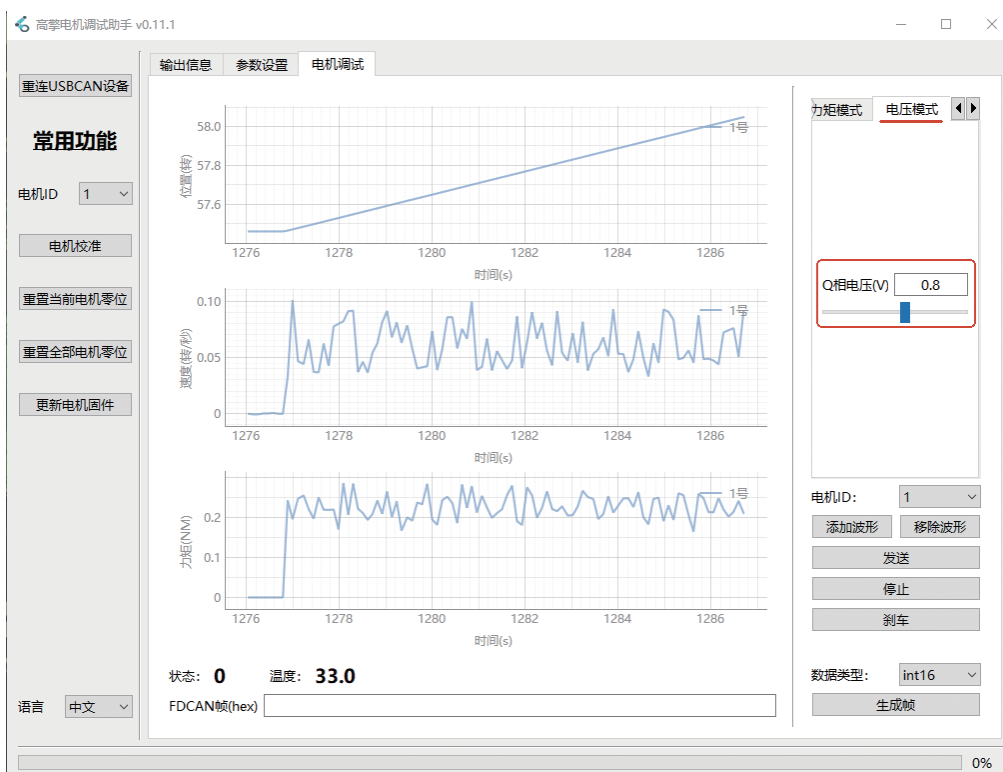 高擎电机调试助手 v0.11.1
重连USBCAN设备
常用功能
电机ID 1
电机校准
重置当前电机零位
重置全部电机零位
更新电机固件
语言 中文
输出信息 参数设置 电机调试
58.0
57.8
57.6
位置(转)
1号
1276 1278 1280 1282 1284 1286
时间(s)
0.10
0.05
0
速度(转/秒)
1号
1276 1278 1280 1282 1284 1286
时间(s)
0.2
0.1
0
力矩(NM)
1号
1276 1278 1280 1282 1284 1286
时间(s)
状态: 0 温度: 33.0
FDCAN帧(hex)
力矩模式 电压模式
Q相电压(V) 0.8
电机ID: 1
添加波形 移除波形
发送
停止
刹车
数据类型: int16
生成帧
0%